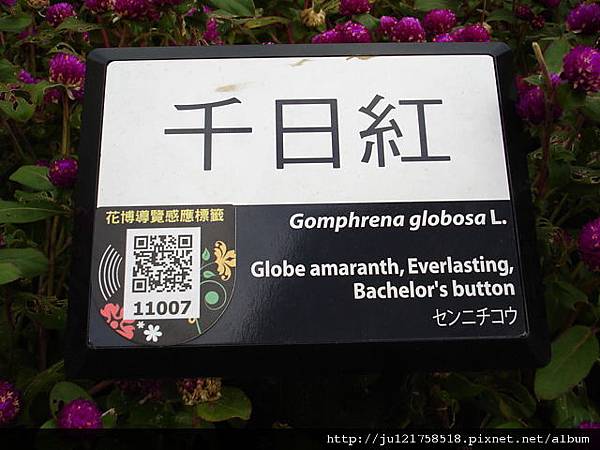 千日紅
花博導覽感應標籤
11007
Gomphrena globosa L.
Globe amaranth, Everlasting,
Bachelor's button
センニチコウ
http://ju121758518.pixnet.net/album